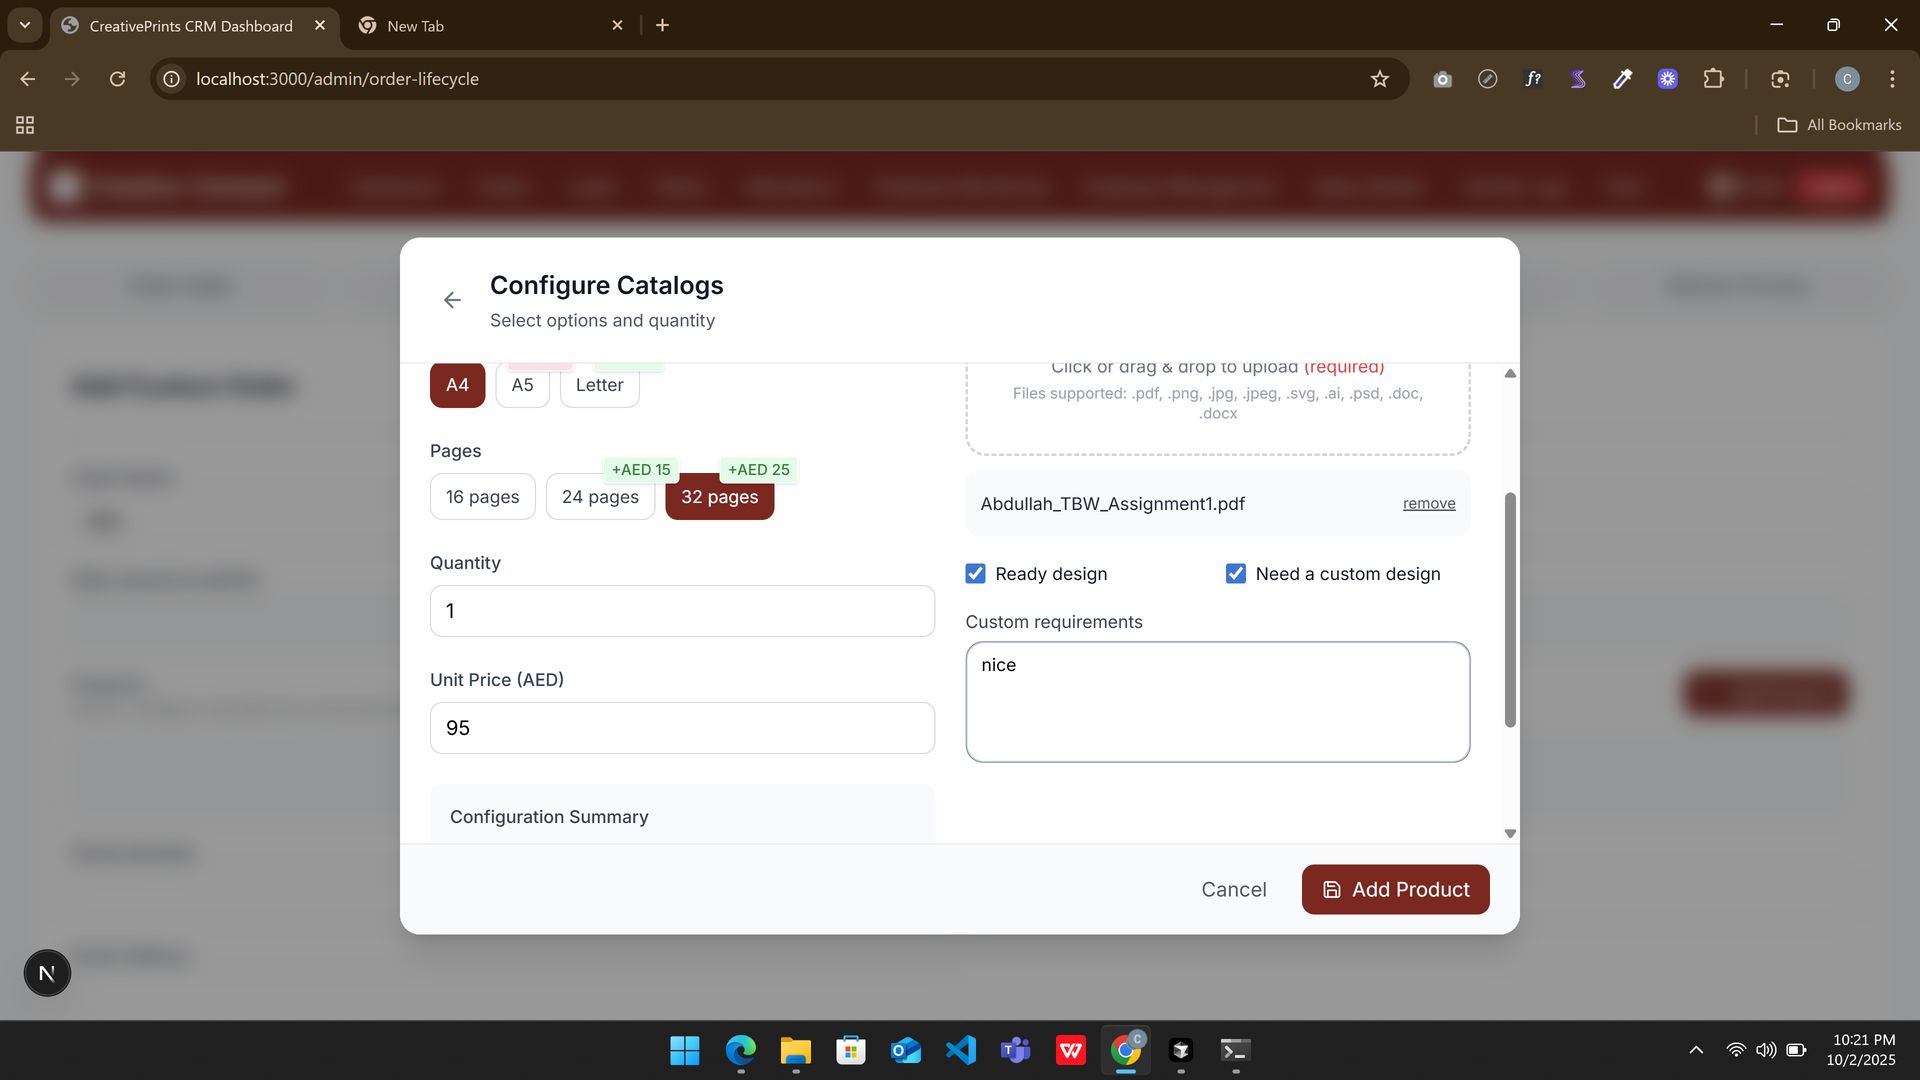 CreativePrints CRM Dashboard
New Tab
localhost:3000/admin/order-lifecycle
f?
C
All Bookmarks
Configure Catalogs
Select options and quantity
A4
A5
Letter
Pages
+AED 15
+AED 25
16 pages
24 pages
32 pages
Quantity
1
Unit Price (AED)
95
Configuration Summary
Click or drag & drop to upload (required)
Files supported: .pdf, .png, .jpg, .jpeg, .svg, .ai, .psd, .doc,
.docx
Abdullah_TBW_Assignment1.pdf
remove
Ready design
Need a custom design
Custom requirements
nice
Cancel
Add Product
N
10:21 PM
10/2/2025